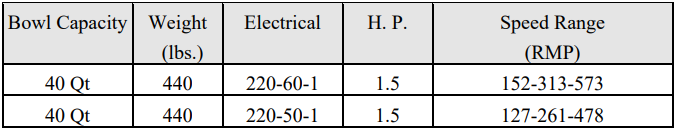 Bowl Capacity Weight (lbs.) Electrical H. P. Speed Range (RMP)
40 Qt 440 220-60-1 1.5 152-313-573
40 Qt 440 220-50-1 1.5 127-261-478